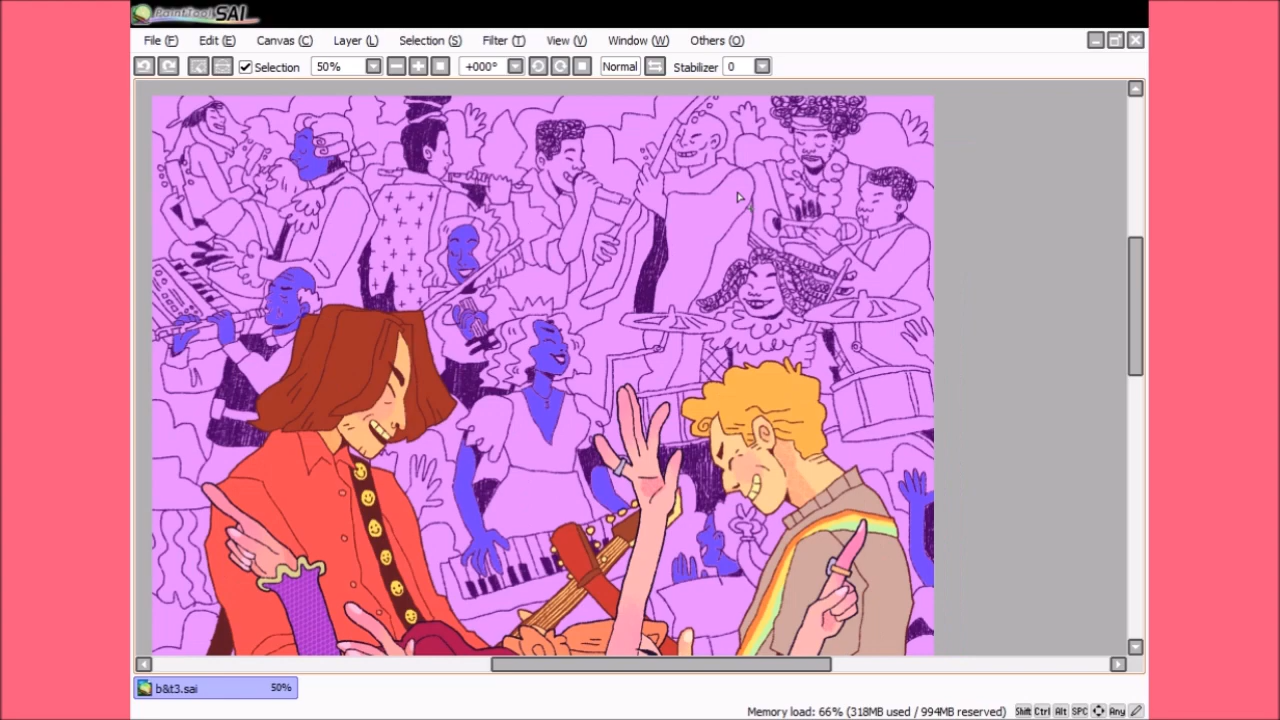 PaintTool SAI
File (F) Edit (E) Canvas (C) Layer (L) Selection (S) Filter (T) View (V) Window (W) Others (O)
Selection 50% +000° Normal Stabilizer 0
b&t3.sai 50%
Memory load: 66% (318MB used / 994MB reserved) Shift Ctrl Alt SPC Any